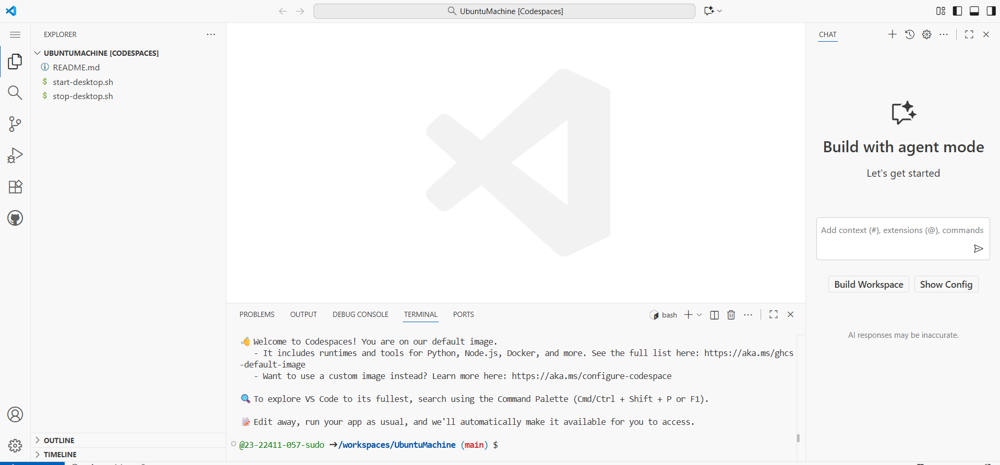 UbuntuMachine [Codespaces]
EXPLORER
UBUNTUMACHINE [CODESPACES]
README.md
$ start-desktop.sh
$ stop-desktop.sh
OUTLINE
TIMELINE
PROBLEMS OUTPUT DEBUG CONSOLE TERMINAL PORTS
bash
👋 Welcome to Codespaces! You are on our default image.
- It includes runtimes and tools for Python, Node.js, Docker, and more. See the full list here: https://aka.ms/ghcs
-default-image
- Want to use a custom image instead? Learn more here: https://aka.ms/configure-codespace
🔍 To explore VS Code to its fullest, search using the Command Palette (Cmd/Ctrl + Shift + P or F1).
📝 Edit away, run your app as usual, and we'll automatically make it available for you to access.
@23-22411-057-sudo ➜/workspaces/UbuntuMachine (main) $
CHAT
Build with agent mode
Let's get started
Add context (#), extensions (@), commands
Build Workspace Show Config
AI responses may be inaccurate.